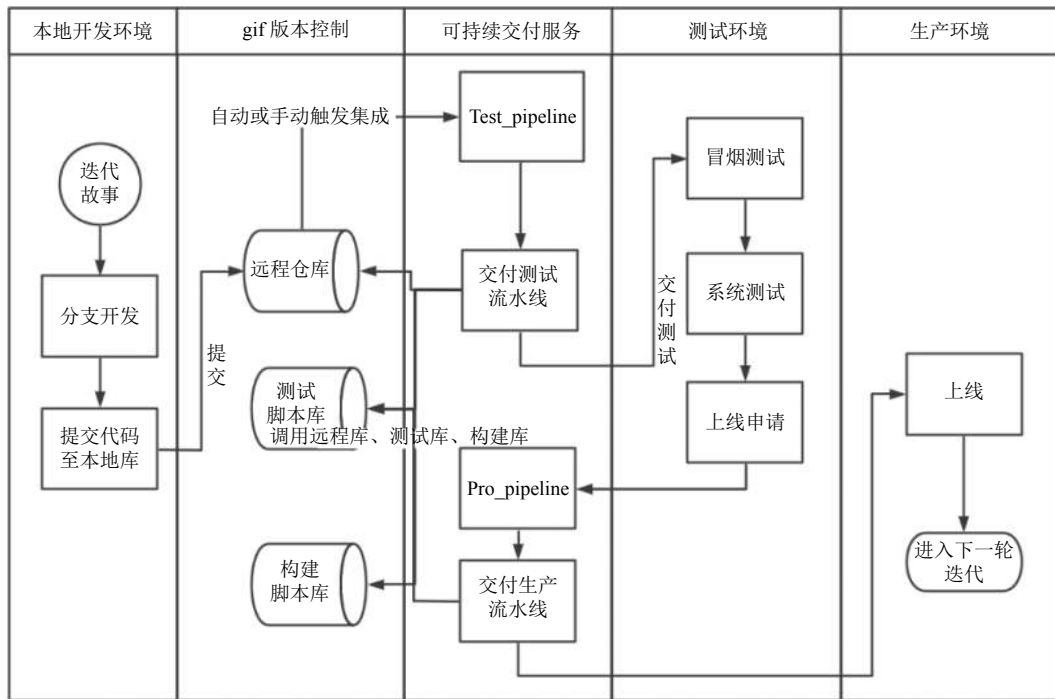 本地开发环境
gif 版本控制
可持续交付服务
测试环境
生产环境
迭代
故事
分支开发
提交代码
至本地库
提交
自动或手动触发集成
远程仓库
测试
脚本库
调用远程库、测试库、构建库
构建
脚本库
Test_pipeline
交付测试
流水线
Pro_pipeline
交付生产
流水线
交付测试
冒烟测试
系统测试
上线申请
上线
进入下一轮
迭代